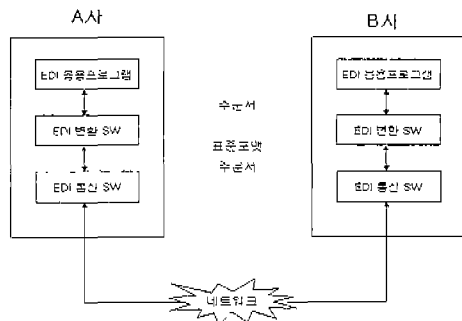 A사
B사
EDI 응용프로그램
EDI 변환 SW
EDI 통신 SW
주문서
표준포맷
주문서
EDI 응용프로그램
EDI 변환 SW
EDI 통신 SW
네트워크